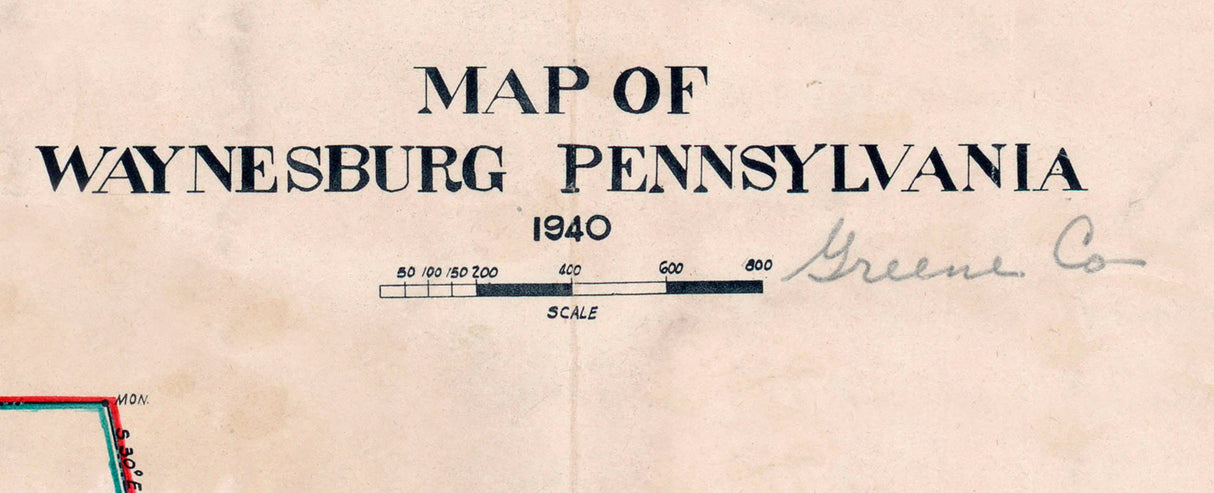 MAP OF
WAYNESBURG PENNSYLVANIA
1940
Greene Co
50 100 150 200 400 600 800
SCALE
MON.
S. 30° E